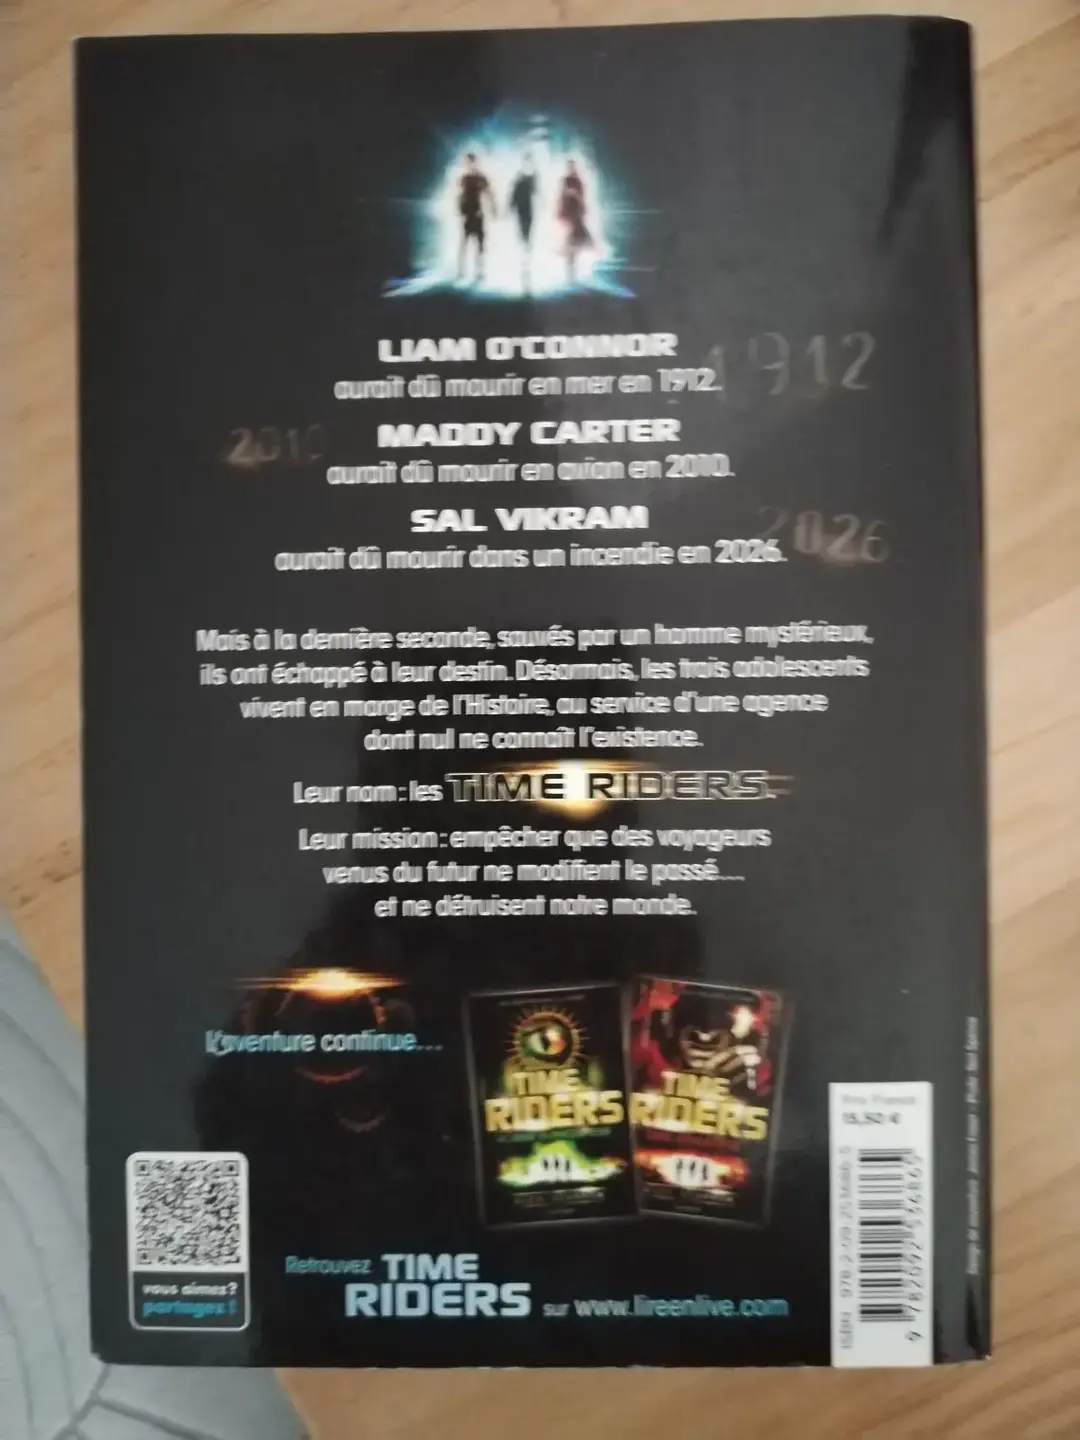 LIAM O'CONNOR
aurait dû mourir en mer en 1912.
1912
MADDY CARTER
2010
aurait dû mourir en avion en 2010.
SAL VIKRAM
2026
aurait dû mourir dans un incendie en 2026.
Mais à la dernière seconde, sauvés par un homme mystérieux,
ils ont échappé à leur destin. Désormais, les trois adolescents
vivent en marge de l'Histoire, au service d'une agence
dont nul ne connaît l'existence.
Leur nom : les TIME RIDERS.
Leur mission : empêcher que des voyageurs
venus du futur ne modifient le passé...
et ne détruisent notre monde.
L'aventure continue...
TIME
RIDERS
TIME
RIDERS
Prix France
15,50 €
vous aimez?
partagez !
Retrouvez TIME
RIDERS sur www.lireenlive.com